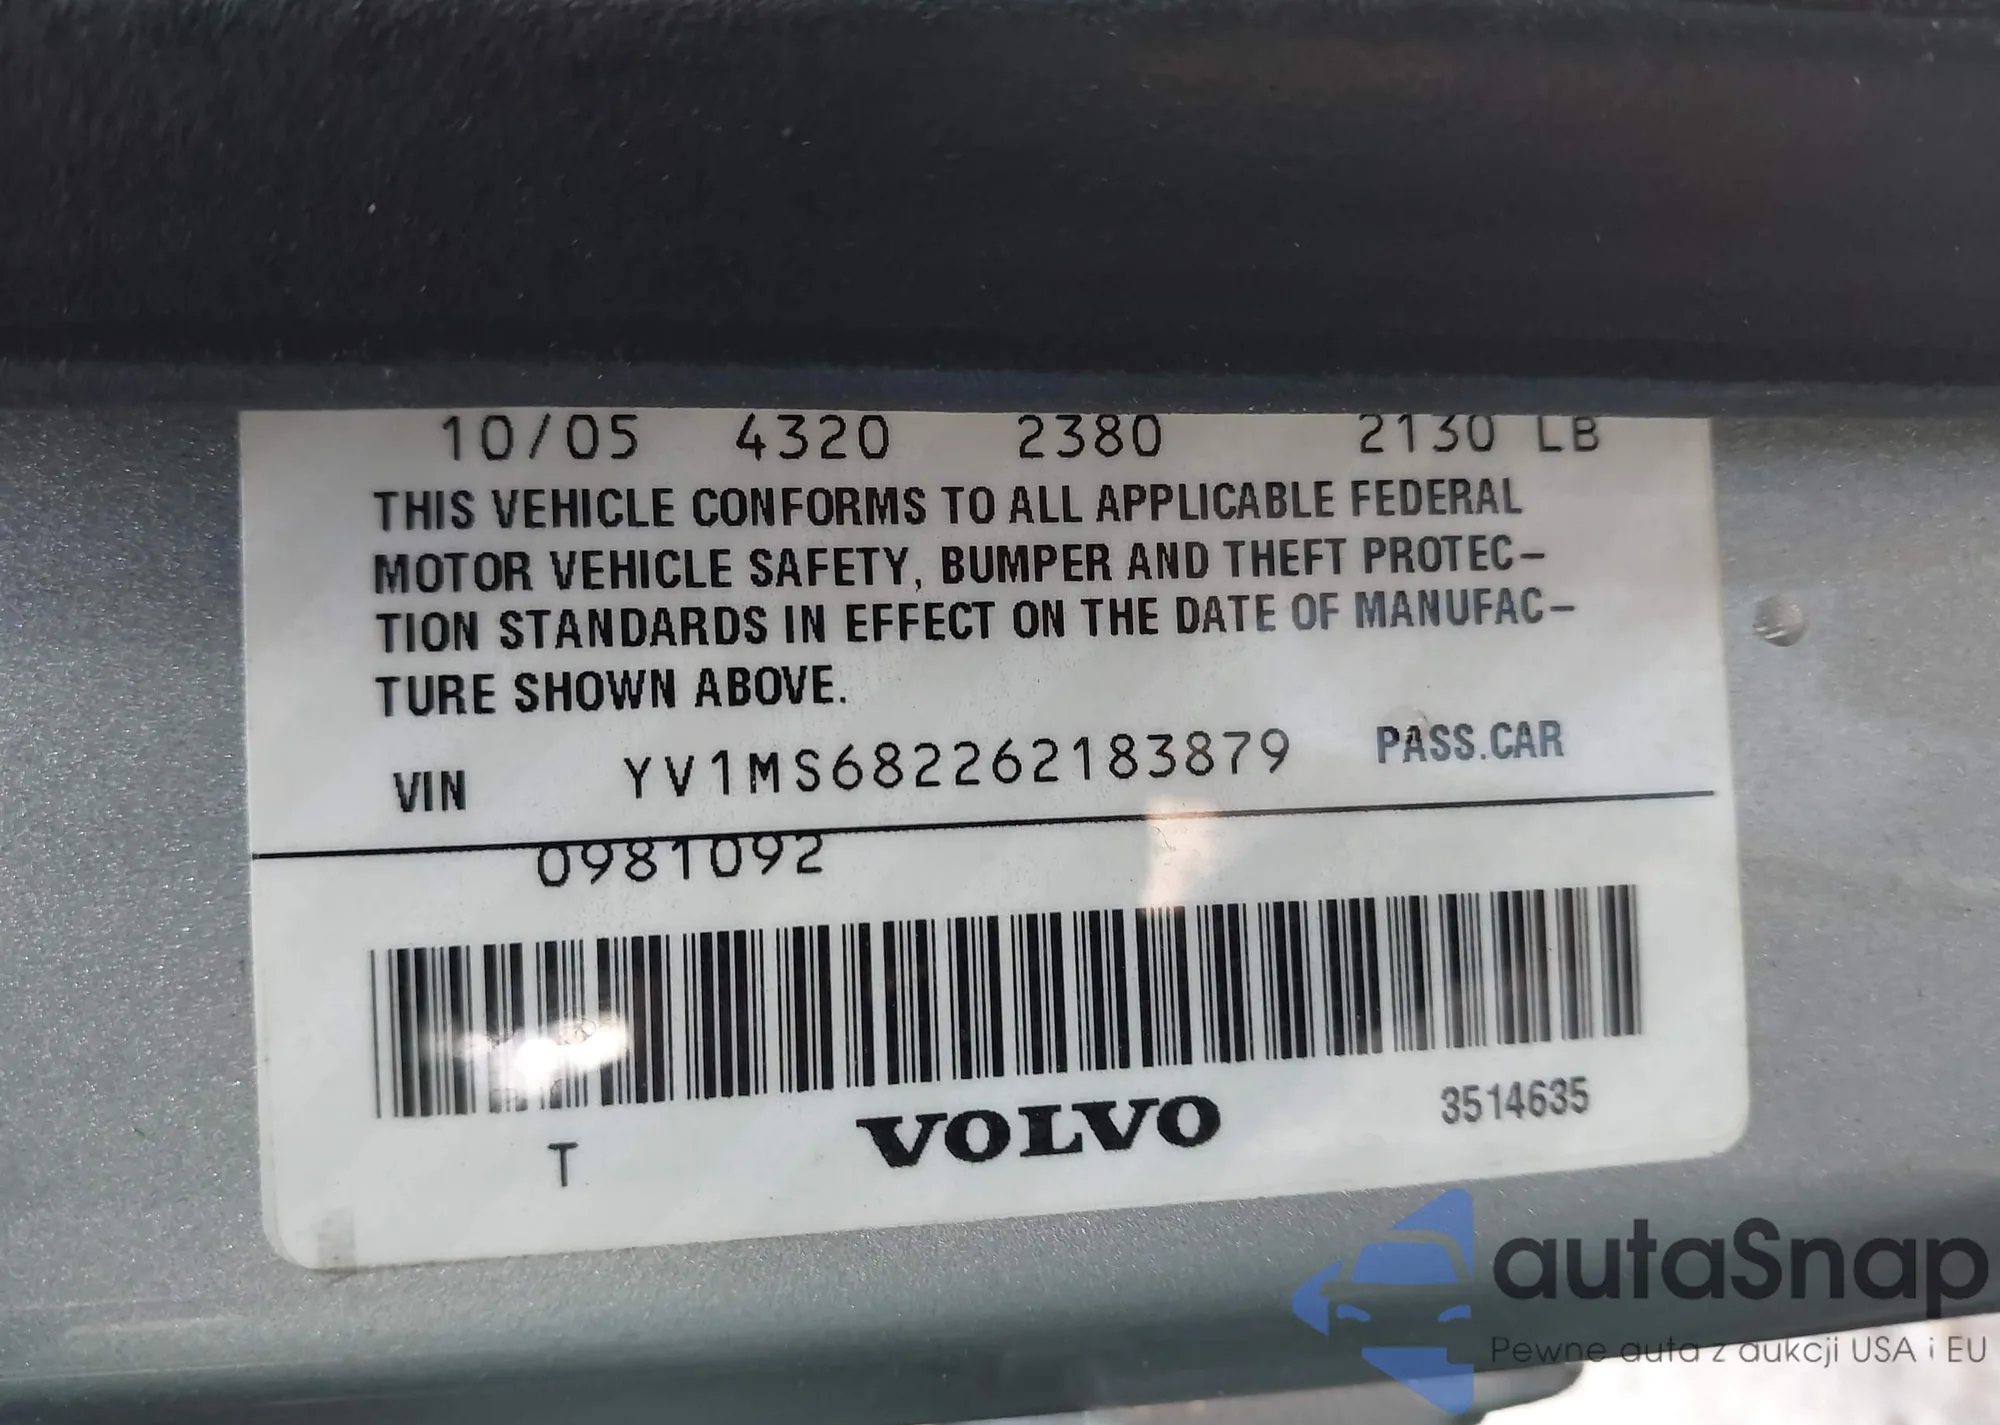 10/05 4320 2380 2130 LB
THIS VEHICLE CONFORMS TO ALL APPLICABLE FEDERAL
MOTOR VEHICLE SAFETY, BUMPER AND THEFT PROTEC–
TION STANDARDS IN EFFECT ON THE DATE OF MANUFAC–
TURE SHOWN ABOVE.
VIN YV1MS682262183879 PASS.CAR
0981092
T VOLVO 3514635
autaSnap
Pewne auta z aukcji USA i EU